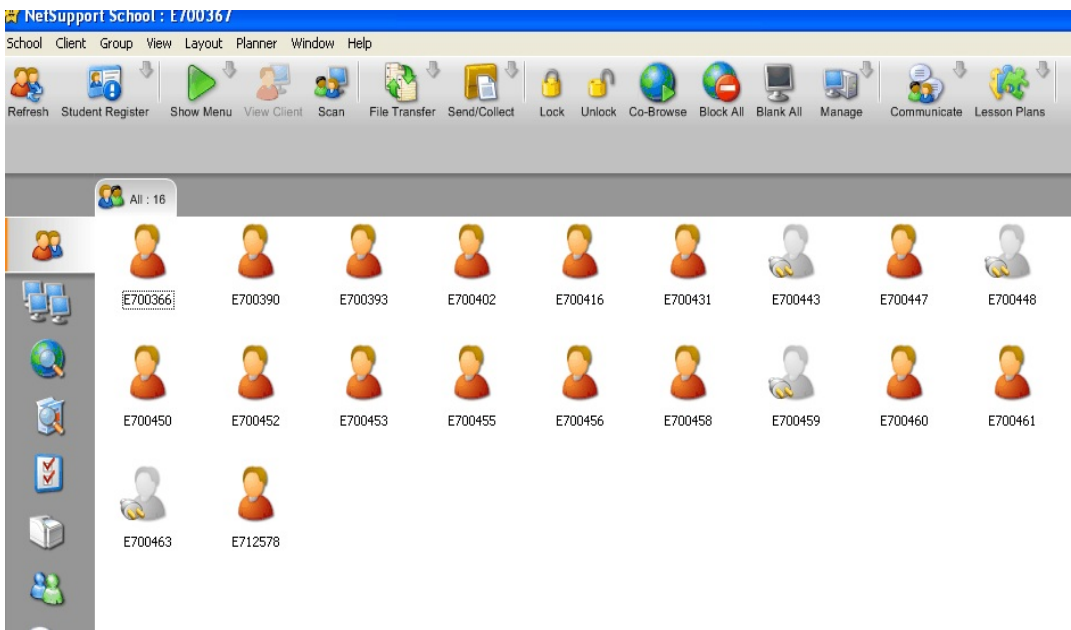 NetSupport School : E700367
School Client Group View Layout Planner Window Help
Refresh Student Register Show Menu View Client Scan File Transfer Send/Collect Lock Unlock Co-Browse Block All Blank All Manage Communicate Lesson Plans
All : 16
E700366 E700390 E700393 E700402 E700416 E700431 E700443 E700447 E700448
E700450 E700452 E700453 E700455 E700456 E700458 E700459 E700460 E700461
E700463 E712578